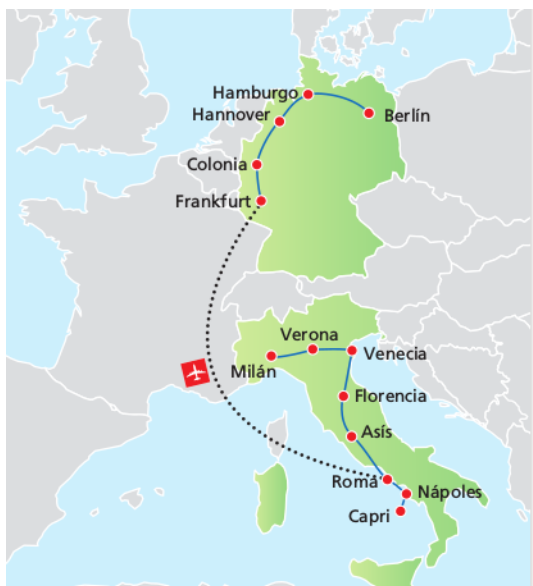 Hamburgo
Hannover
Berlín
Colonia
Frankfurt
Verona
Venecia
Milán
Florencia
Asís
Roma
Nápoles
Capri